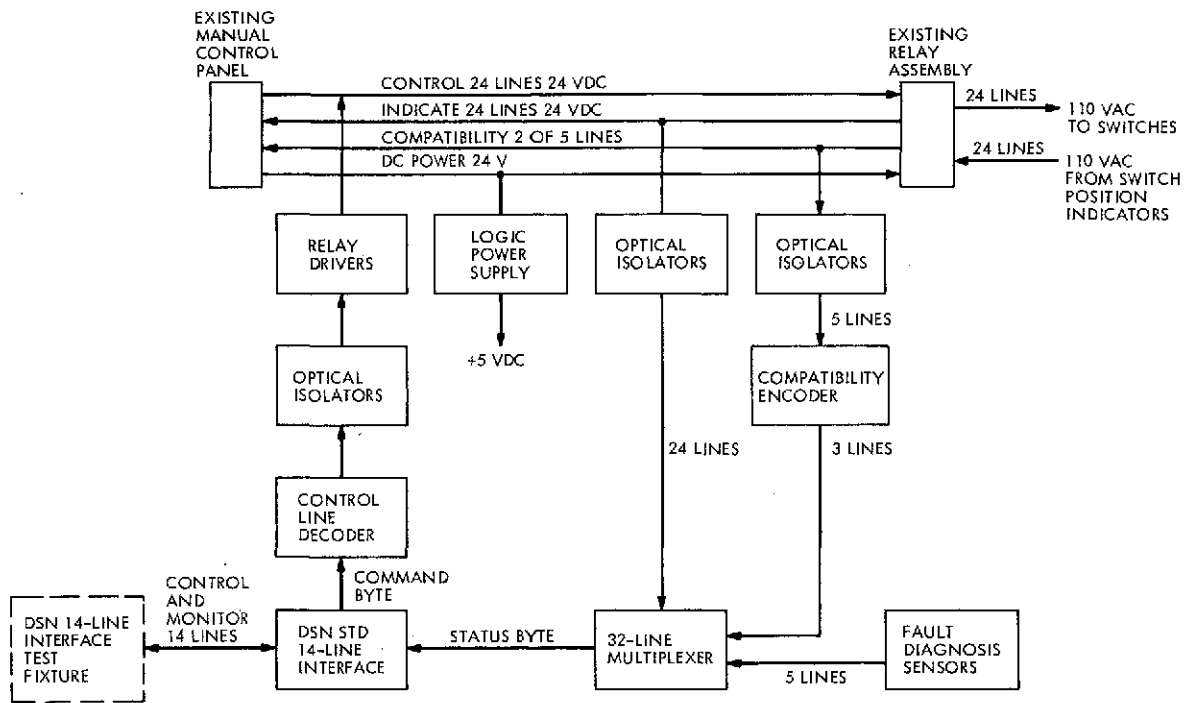 EXISTING
MANUAL
CONTROL
PANEL
EXISTING
RELAY
ASSEMBLY
CONTROL 24 LINES 24 VDC
INDICATE 24 LINES 24 VDC
COMPATIBILITY 2 OF 5 LINES
DC POWER 24 V
24 LINES
110 VAC
TO SWITCHES
24 LINES
110 VAC
FROM SWITCH
POSITION
INDICATORS
RELAY
DRIVERS
LOGIC
POWER
SUPPLY
OPTICAL
ISOLATORS
OPTICAL
ISOLATORS
+5 VDC
5 LINES
OPTICAL
ISOLATORS
COMPATIBILITY
ENCODER
24 LINES
3 LINES
CONTROL
LINE
DECODER
COMMAND
BYTE
DSN 14-LINE
INTERFACE
TEST
FIXTURE
CONTROL
AND
MONITOR
14 LINES
DSN STD
14-LINE
INTERFACE
STATUS BYTE
32-LINE
MULTIPLEXER
5 LINES
FAULT
DIAGNOSIS
SENSORS